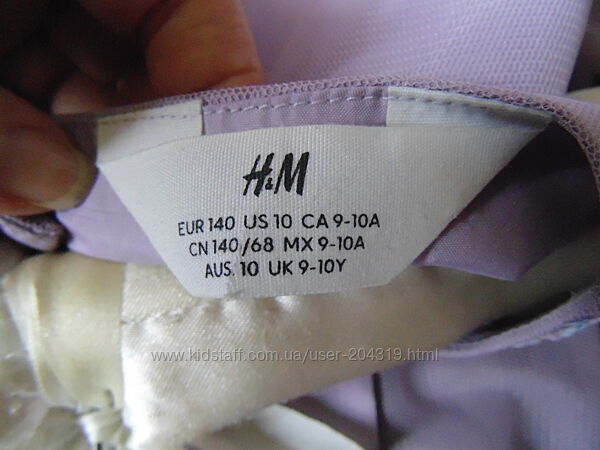 H&M
EUR 140 US 10 CA 9-10A
CN 140/68 MX 9-10A
AUS. 10 UK 9-10Y
www.kidstaff.com.ua/user-204319.html